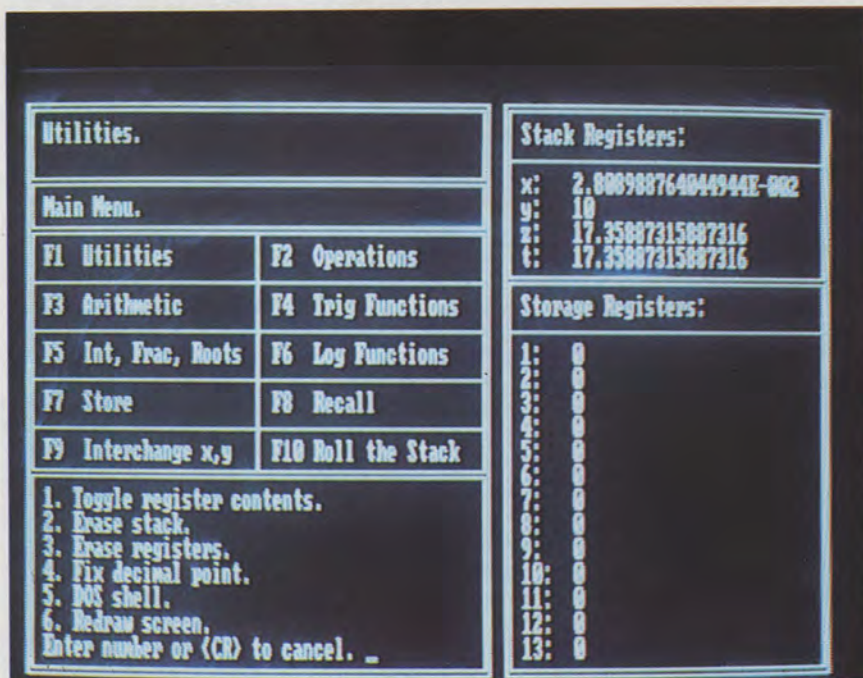 Utilities.
Main Menu.
F1 Utilities
F2 Operations
F3 Arithmetic
F4 Trig Functions
F5 Int, Frac, Roots
F6 Log Functions
F7 Store
F8 Recall
F9 Interchange x,y
F10 Roll the Stack
1. Toggle register contents.
2. Erase stack.
3. Erase registers.
4. Fix decimal point.
5. DOS shell.
6. Redraw screen.
Enter number or <CR> to cancel. _
Stack Registers:
x: 2.808988764044944E-002
y: 10
z: 17.35887315887316
t: 17.35887315887316
Storage Registers:
1: 0
2: 0
3: 0
4: 0
5: 0
6: 0
7: 0
8: 0
9: 0
10: 0
11: 0
12: 0
13: 0